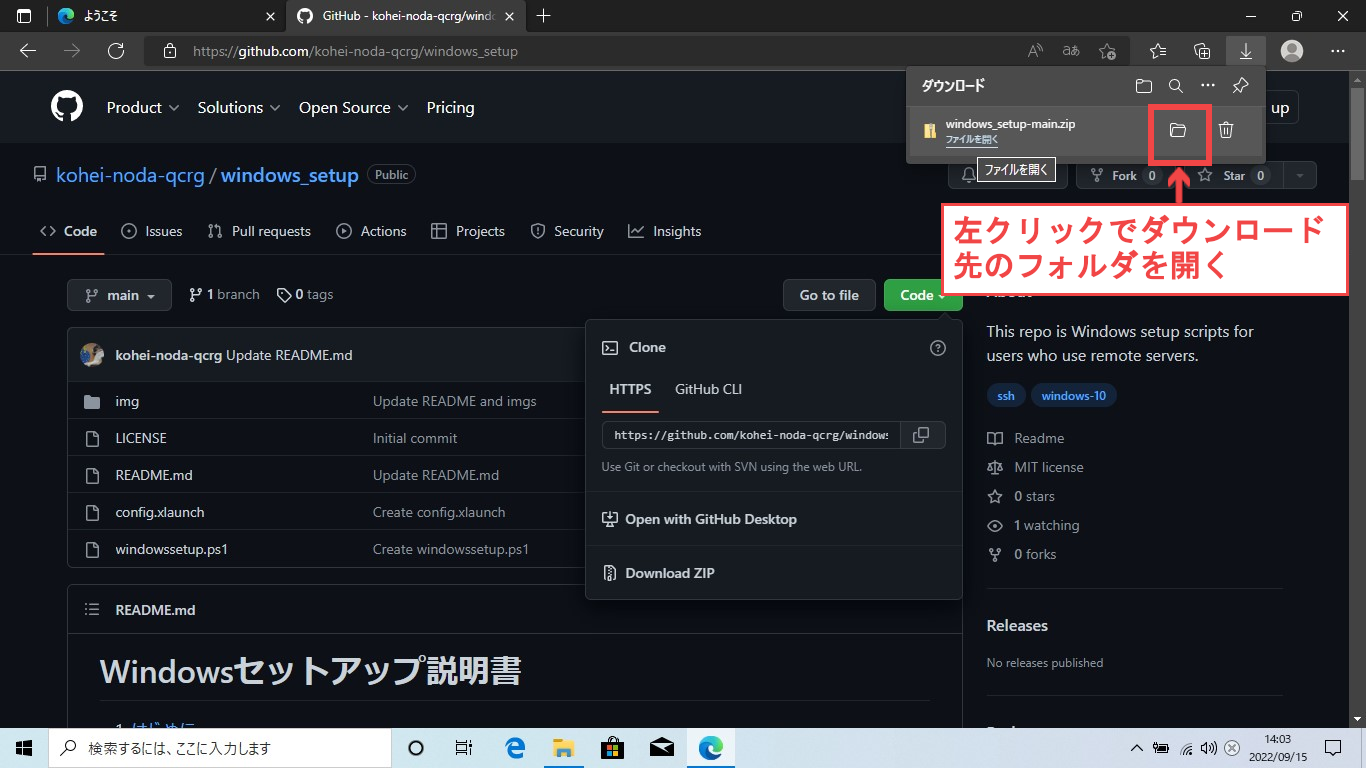 ようこそ
GitHub - kohei-noda-qcrg/wind
https://github.com/kohei-noda-qcrg/windows_setup
ダウンロード
windows_setup-main.zip
ファイルを開く
ファイルを開く
Product
Solutions
Open Source
Pricing
up
kohei-noda-qcrg / windows_setup
Public
Fork 0
Star 0
左クリックでダウンロード
先のフォルダを開く
Code
Issues
Pull requests
Actions
Projects
Security
Insights
main
1 branch
0 tags
Go to file
Code
kohei-noda-qcrg Update README.md
img
Update README and imgs
LICENSE
Initial commit
README.md
Update README.md
config.xlaunch
Create config.xlaunch
windowssetup.ps1
Create windowssetup.ps1
Clone
HTTPS
GitHub CLI
https://github.com/kohei-noda-qcrg/windows
Use Git or checkout with SVN using the web URL.
Open with GitHub Desktop
Download ZIP
This repo is Windows setup scripts for
users who use remote servers.
ssh
windows-10
Readme
MIT license
0 stars
1 watching
0 forks
Releases
No releases published
README.md
Windowsセットアップ説明書
1. はじめに
検索するには、ここに入力します
14:03
2022/09/15